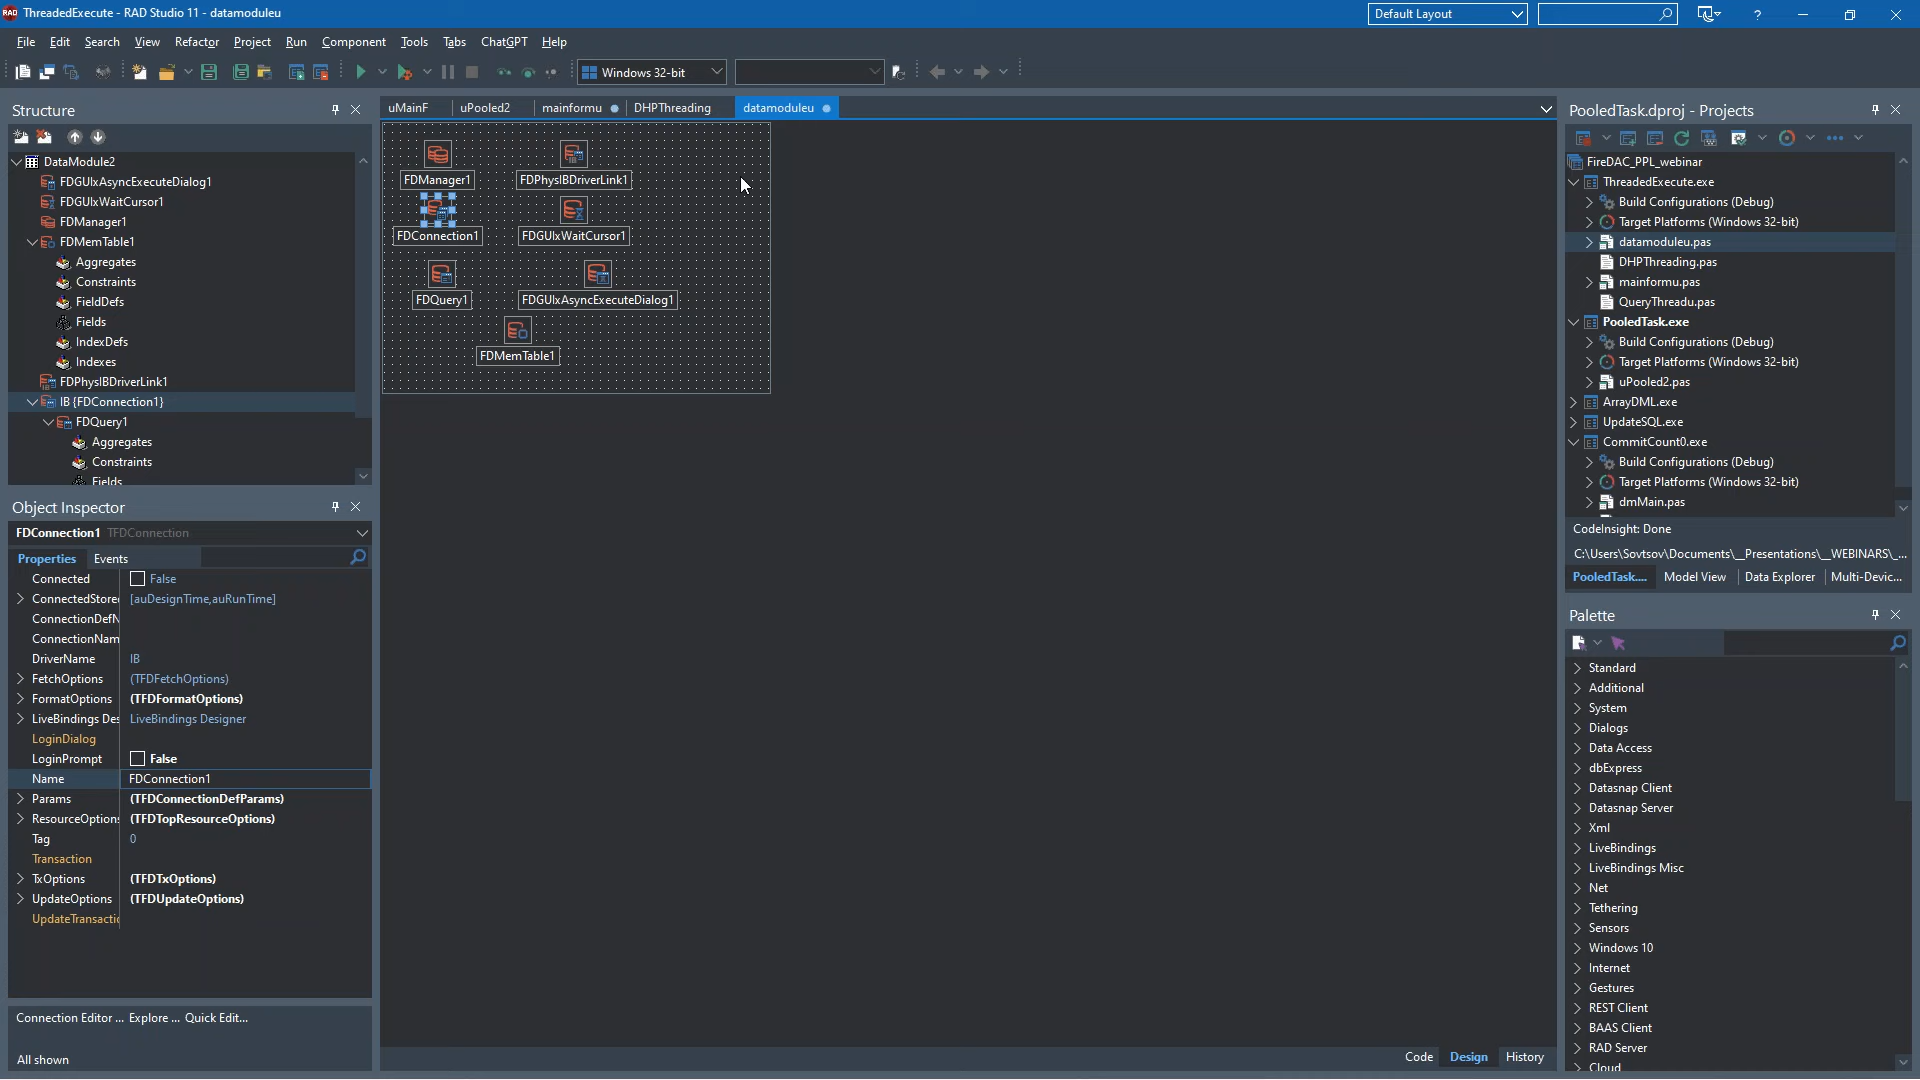 RAD ThreadedExecute - RAD Studio 11 - datamoduleu
Default Layout
?
File Edit Search View Refactor Project Run Component Tools Tabs ChatGPT Help
Windows 32-bit
Structure
DataModule2
FDGUIxAsyncExecuteDialog1
FDGUIxWaitCursor1
FDManager1
FDMemTable1
Aggregates
Constraints
FieldDefs
Fields
IndexDefs
Indexes
FDPhysIBDriverLink1
IB {FDConnection1}
FDQuery1
Aggregates
Constraints
Fields
Object Inspector
FDConnection1 TFDConnection
Properties Events
Connected False
ConnectedStore [auDesignTime,auRunTime]
ConnectionDefN
ConnectionNam
DriverName IB
FetchOptions (TFDFetchOptions)
FormatOptions (TFDFormatOptions)
LiveBindings Des LiveBindings Designer
LoginDialog
LoginPrompt False
Name FDConnection1
Params (TFDConnectionDefParams)
ResourceOptions (TFDTopResourceOptions)
Tag 0
Transaction
TxOptions (TFDTxOptions)
UpdateOptions (TFDUpdateOptions)
UpdateTransactio
Connection Editor ... Explore ... Quick Edit...
All shown
uMainF uPooled2 mainformu DHPThreading datamoduleu
FDManager1 FDPhysIBDriverLink1
FDConnection1 FDGUIxWaitCursor1
FDQuery1 FDGUIxAsyncExecuteDialog1
FDMemTable1
Code Design History
PooledTask.dproj - Projects
FireDAC_PPL_webinar
ThreadedExecute.exe
Build Configurations (Debug)
Target Platforms (Windows 32-bit)
datamoduleu.pas
DHPThreading.pas
mainformu.pas
QueryThreadu.pas
PooledTask.exe
Build Configurations (Debug)
Target Platforms (Windows 32-bit)
uPooled2.pas
ArrayDML.exe
UpdateSQL.exe
CommitCount0.exe
Build Configurations (Debug)
Target Platforms (Windows 32-bit)
dmMain.pas
CodeInsight: Done
C:\Users\Sovtsov\Documents\__Presentations\__WEBINARS\_...
PooledTask.... Model View Data Explorer Multi-Devic...
Palette
Standard
Additional
System
Dialogs
Data Access
dbExpress
Datasnap Client
Datasnap Server
Xml
LiveBindings
LiveBindings Misc
Net
Tethering
Sensors
Windows 10
Internet
Gestures
REST Client
BAAS Client
RAD Server
Cloud